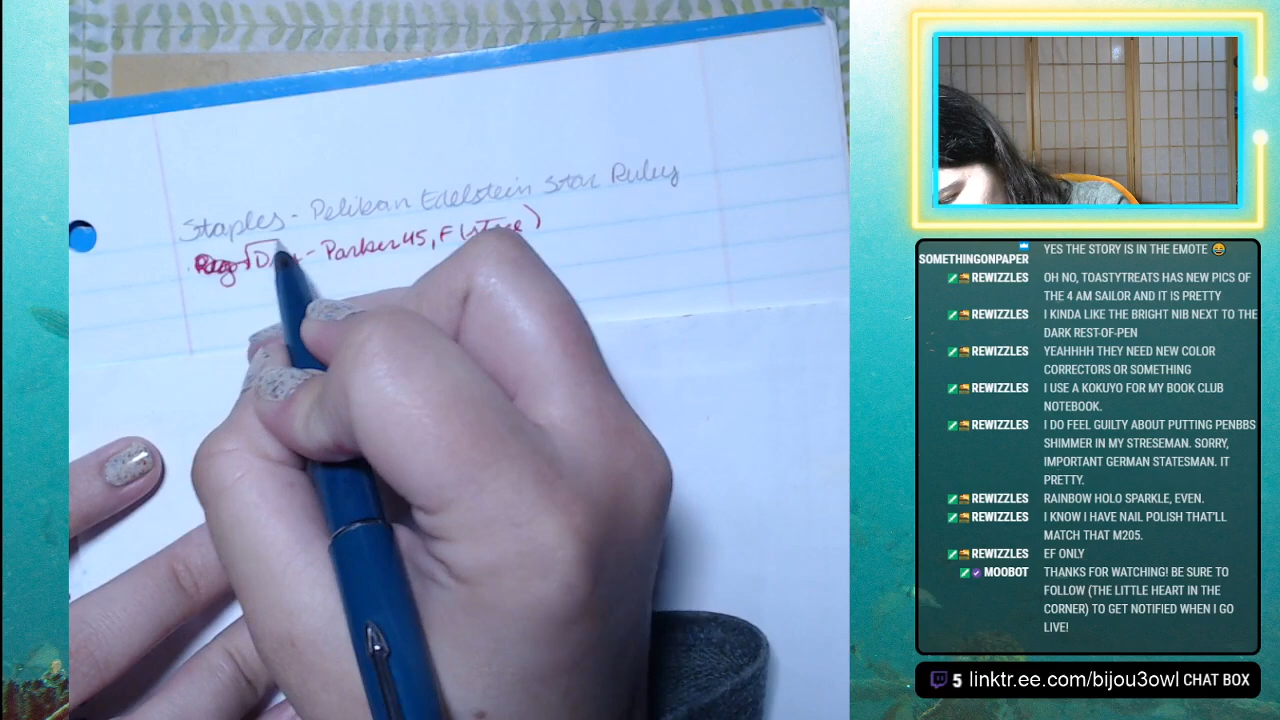 Staples - Pelikan Edelstein Star Ruby
- Parker 45, F
SOMETHINGONPAPER YES THE STORY IS IN THE EMOTE 😄
REWIZZLES OH NO, TOASTYTREATS HAS NEW PICS OF
THE 4 AM SAILOR AND IT IS PRETTY
REWIZZLES I KINDA LIKE THE BRIGHT NIB NEXT TO THE
DARK REST-OF-PEN
REWIZZLES YEAHHHH THEY NEED NEW COLOR
CORRECTORS OR SOMETHING
REWIZZLES I USE A KOKUYO FOR MY BOOK CLUB
NOTEBOOK.
REWIZZLES I DO FEEL GUILTY ABOUT PUTTING PENBBS
SHIMMER IN MY STRESEMAN. SORRY,
IMPORTANT GERMAN STATESMAN. IT
PRETTY.
REWIZZLES RAINBOW HOLO SPARKLE, EVEN.
REWIZZLES I KNOW I HAVE NAIL POLISH THAT'LL
MATCH THAT M205.
REWIZZLES EF ONLY
MOOBOT THANKS FOR WATCHING! BE SURE TO
FOLLOW (THE LITTLE HEART IN THE
CORNER) TO GET NOTIFIED WHEN I GO
LIVE!
5 linktr.ee.com/bijou3owl CHAT BOX